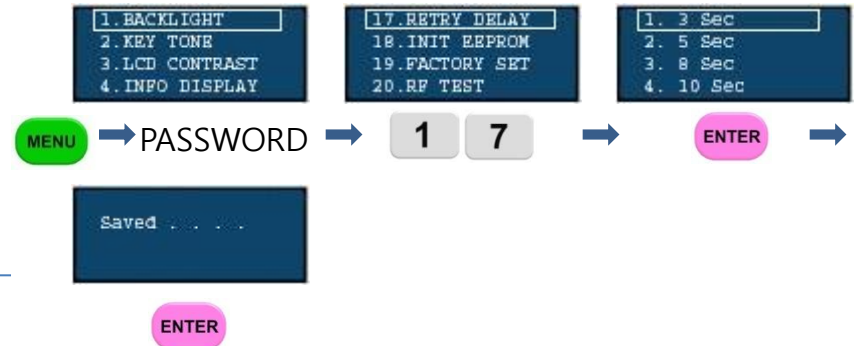 1.BACKLIGHT
2.KEY TONE
3.LCD CONTRAST
4.INFO DISPLAY
17.RETRY DELAY
18.INIT EEPROM
19.FACTORY SET
20.RF TEST
1. 3 Sec
2. 5 Sec
3. 8 Sec
4. 10 Sec
MENU
PASSWORD
1 7
ENTER
Saved . . . .
ENTER